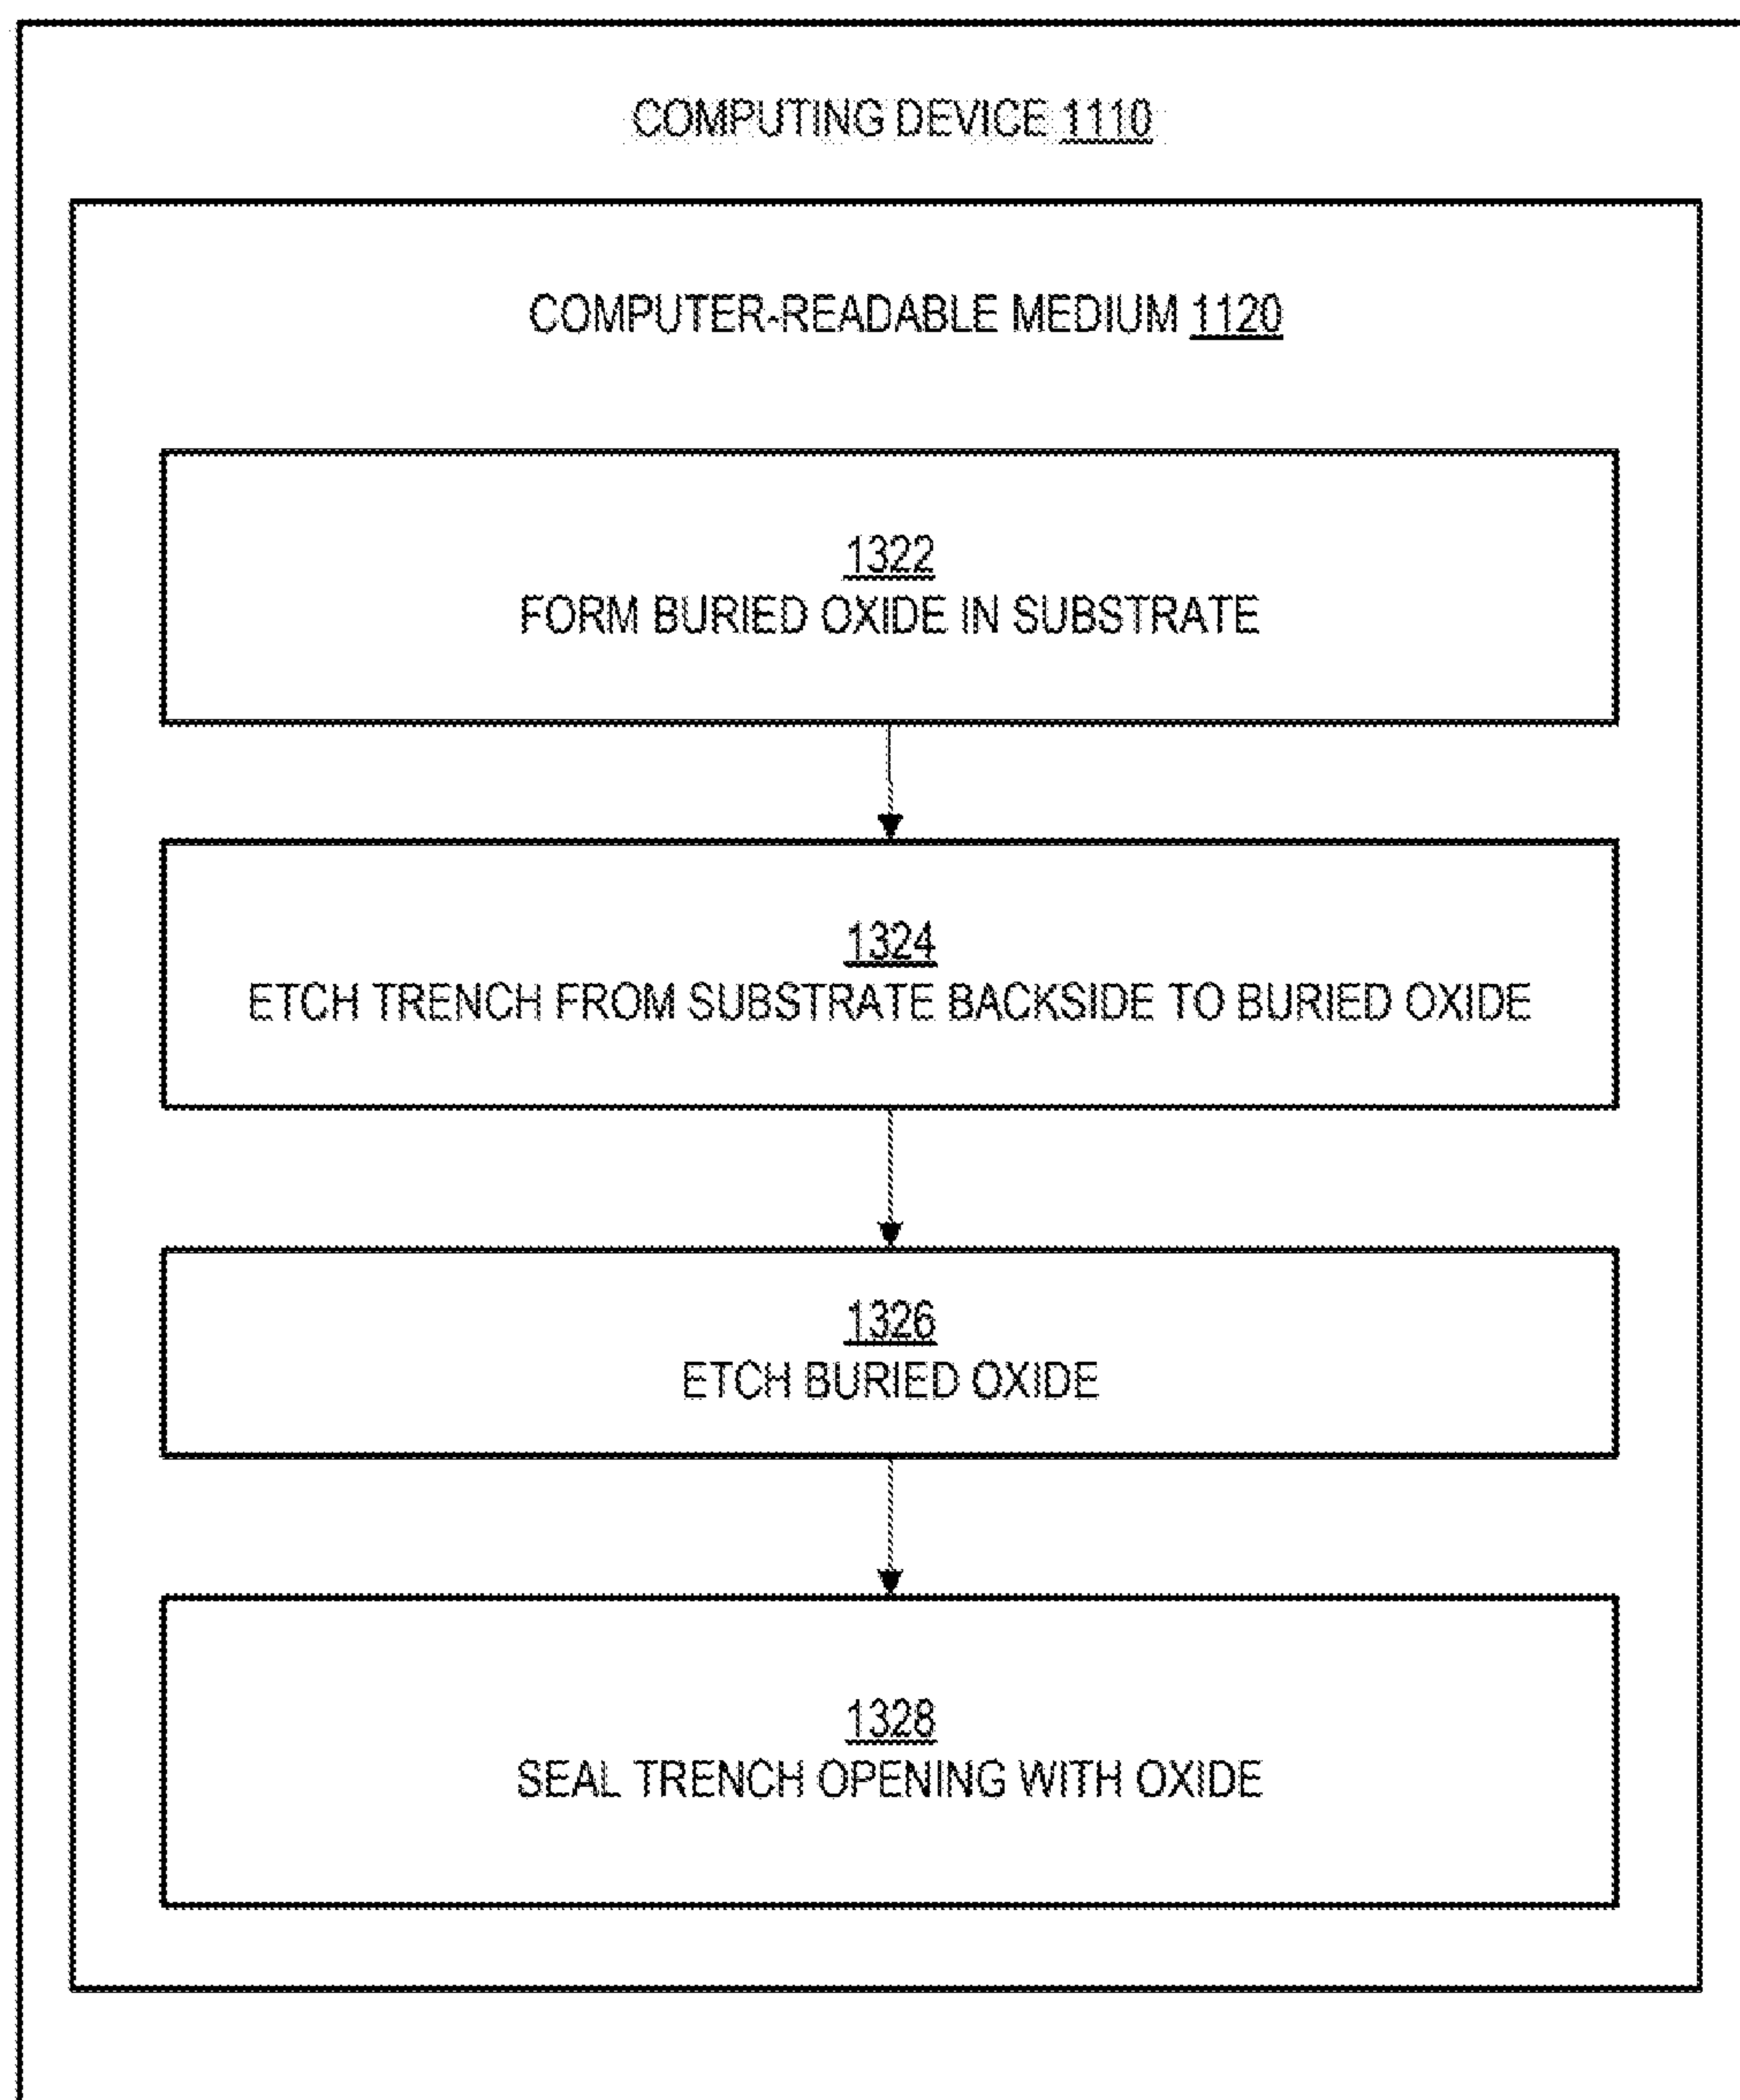 COMPUTING DEVICE 1110
COMPUTER-READABLE MEDIUM 1120
1322
FORM BURIED OXIDE IN SUBSTRATE
1324
ETCH TRENCH FROM SUBSTRATE BACKSIDE TO BURIED OXIDE
1326
ETCH BURIED OXIDE
1328
SEAL TRENCH OPENING WITH OXIDE